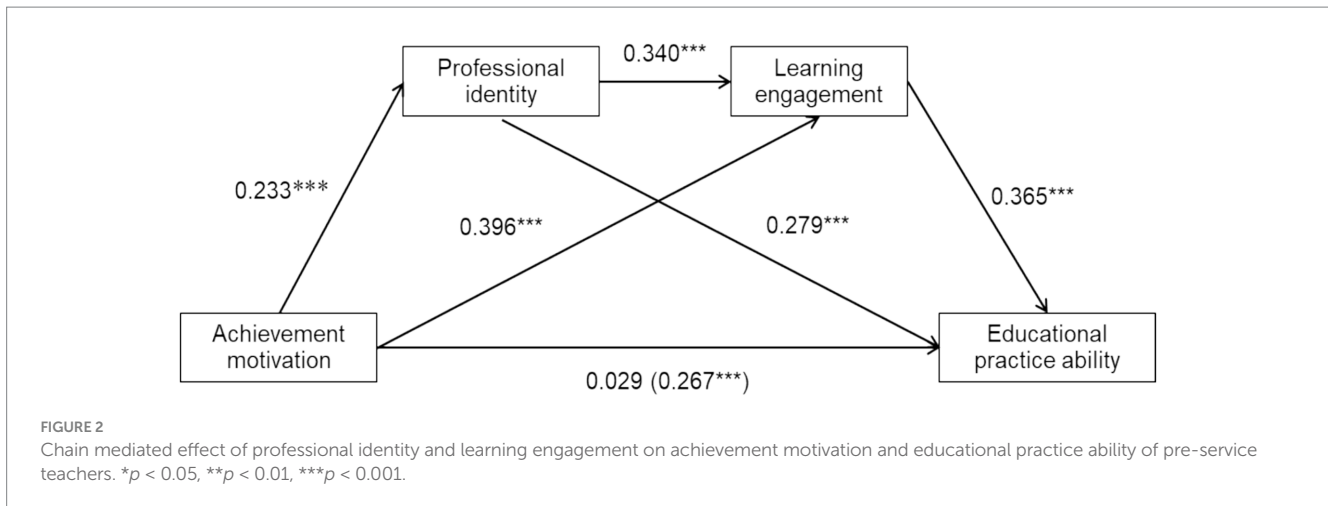 0.340***
Professional
identity
Learning
engagement
0.233***
0.396***
0.279***
0.365***
Achievement
motivation
Educational
practice ability
0.029 (0.267***)
FIGURE 2
Chain mediated effect of professional identity and learning engagement on achievement motivation and educational practice ability of pre-service
teachers. *p < 0.05, **p < 0.01, ***p < 0.001.